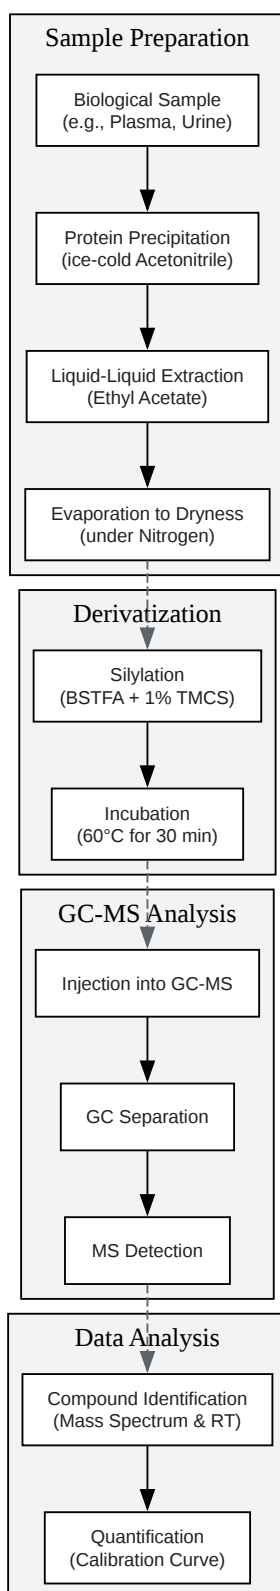 Sample Preparation
Biological Sample
(e.g., Plasma, Urine)
Protein Precipitation
(ice-cold Acetonitrile)
Liquid-Liquid Extraction
(Ethyl Acetate)
Evaporation to Dryness
(under Nitrogen)
Derivatization
Silylation
(BSTFA + 1% TMCS)
Incubation
(60°C for 30 min)
GC-MS Analysis
Injection into GC-MS
GC Separation
MS Detection
Data Analysis
Compound Identification
(Mass Spectrum & RT)
Quantification
(Calibration Curve)